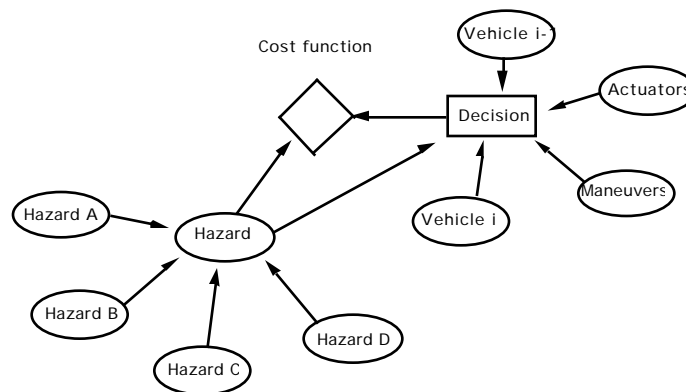 Vehicle i-
Cost function
Actuators
Decision
Maneuvers
Hazard A
Vehicle i
Hazard
Hazard B
Hazard D
Hazard C